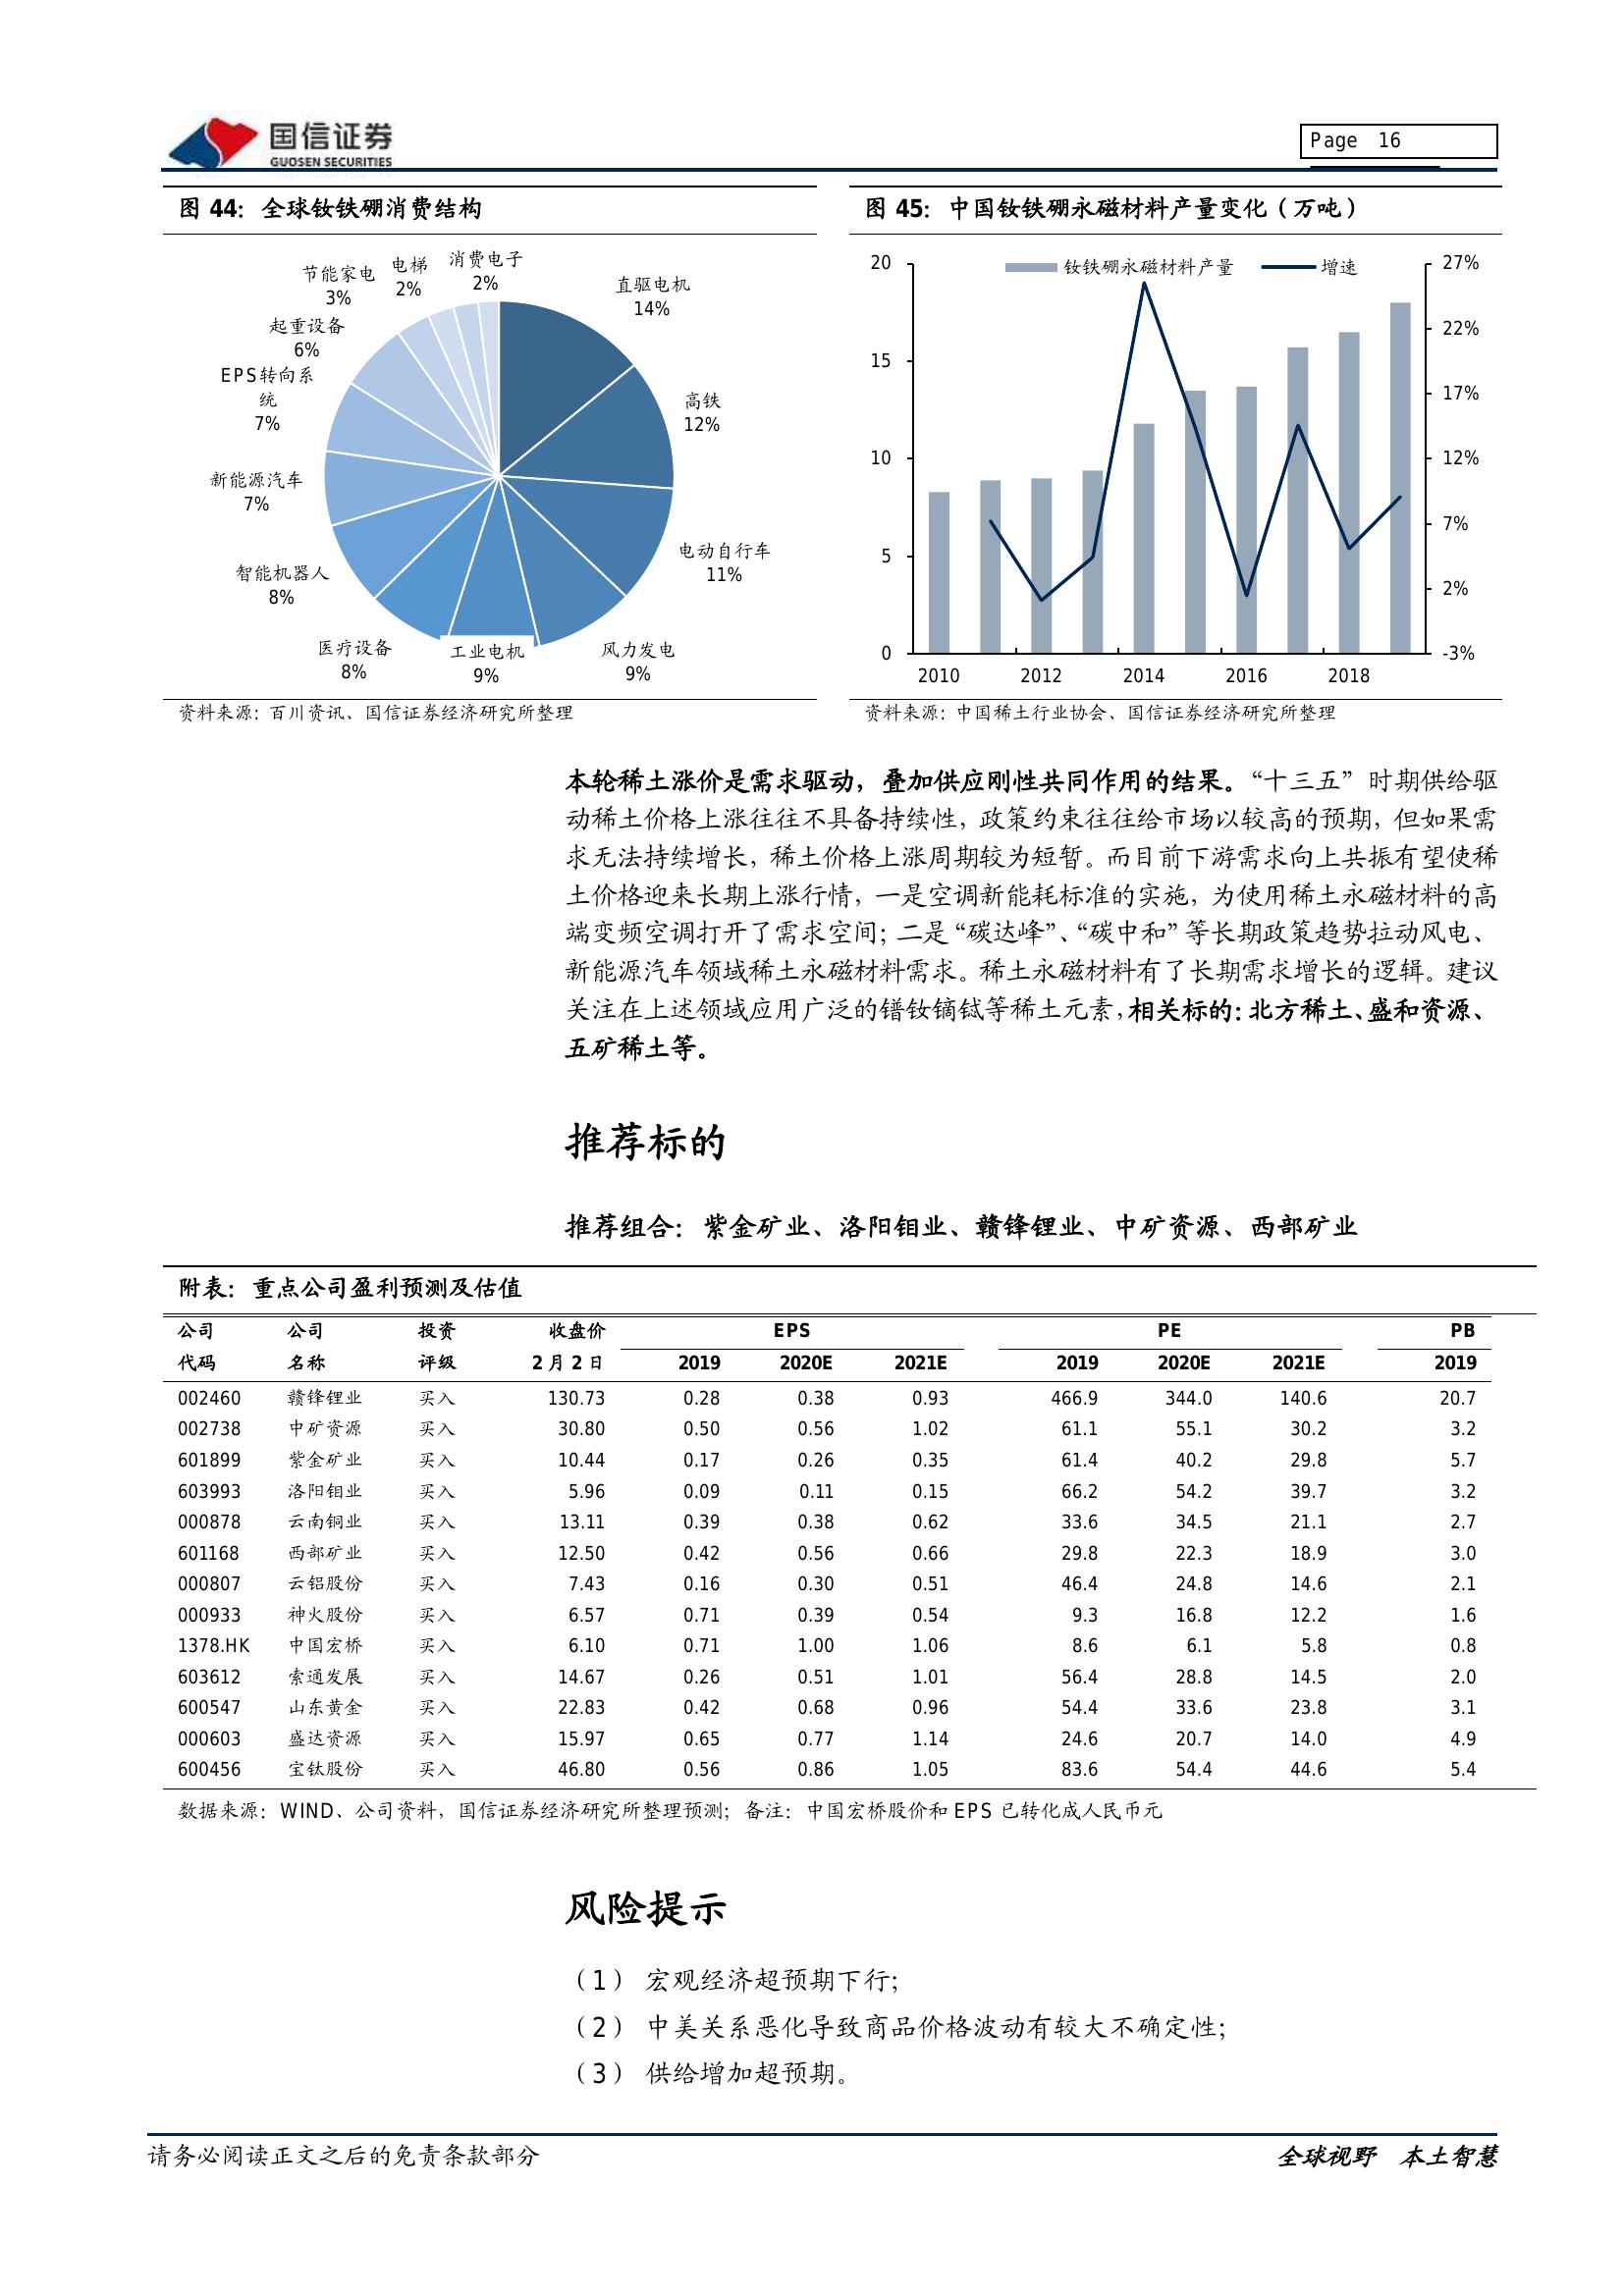 国信证券
GUOSEN SECURITIES
Page 16
图 44：全球钕铁硼消费结构
消费电子
2%
电梯
2%
节能家电
3%
起重设备
6%
EPS转向系
统
7%
新能源汽车
7%
智能机器人
8%
医疗设备
8%
工业电机
9%
风力发电
9%
电动自行车
11%
高铁
12%
直驱电机
14%
资料来源：百川资讯、国信证券经济研究所整理
图 45：中国钕铁硼永磁材料产量变化（万吨）
钕铁硼永磁材料产量 增速
20
15
10
5
0
27%
22%
17%
12%
7%
2%
-3%
2010 2012 2014 2016 2018
资料来源：中国稀土行业协会、国信证券经济研究所整理
本轮稀土涨价是需求驱动，叠加供应刚性共同作用的结果。“十三五”时期供给驱
动稀土价格上涨往往不具备持续性，政策约束往往给市场以较高的预期，但如果需
求无法持续增长，稀土价格上涨周期较为短暂。而目前下游需求向上共振有望使稀
土价格迎来长期上涨行情，一是空调新能耗标准的实施，为使用稀土永磁材料的高
端变频空调打开了需求空间；二是“碳达峰”、“碳中和”等长期政策趋势拉动风电、
新能源汽车领域稀土永磁材料需求。稀土永磁材料有了长期需求增长的逻辑。建议
关注在上述领域应用广泛的镨钕镝铽等稀土元素，相关标的：北方稀土、盛和资源、
五矿稀土等。
推荐标的
推荐组合：紫金矿业、洛阳钼业、赣锋锂业、中矿资源、西部矿业
附表：重点公司盈利预测及估值
公司 公司 投资 收盘价 EPS PE PB
代码 名称 评级 2 月 2 日 2019 2020E 2021E 2019 2020E 2021E 2019
002460 赣锋锂业 买入 130.73 0.28 0.38 0.93 466.9 344.0 140.6 20.7
002738 中矿资源 买入 30.80 0.50 0.56 1.02 61.1 55.1 30.2 3.2
601899 紫金矿业 买入 10.44 0.17 0.26 0.35 61.4 40.2 29.8 5.7
603993 洛阳钼业 买入 5.96 0.09 0.11 0.15 66.2 54.2 39.7 3.2
000878 云南铜业 买入 13.11 0.39 0.38 0.62 33.6 34.5 21.1 2.7
601168 西部矿业 买入 12.50 0.42 0.56 0.66 29.8 22.3 18.9 3.0
000807 云铝股份 买入 7.43 0.16 0.30 0.51 46.4 24.8 14.6 2.1
000933 神火股份 买入 6.57 0.71 0.39 0.54 9.3 16.8 12.2 1.6
1378.HK 中国宏桥 买入 6.10 0.71 1.00 1.06 8.6 6.1 5.8 0.8
603612 索通发展 买入 14.67 0.26 0.51 1.01 56.4 28.8 14.5 2.0
600547 山东黄金 买入 22.83 0.42 0.68 0.96 54.4 33.6 23.8 3.1
000603 盛达资源 买入 15.97 0.65 0.77 1.14 24.6 20.7 14.0 4.9
600456 宝钛股份 买入 46.80 0.56 0.86 1.05 83.6 54.4 44.6 5.4
数据来源：WIND、公司资料，国信证券经济研究所整理预测；备注：中国宏桥股价和 EPS 已转化成人民币元
风险提示
（1） 宏观经济超预期下行；
（2） 中美关系恶化导致商品价格波动有较大不确定性；
（3） 供给增加超预期。
请务必阅读正文之后的免责条款部分
全球视野 本土智慧